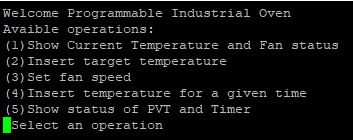 Welcome Programmable Industrial Oven
Avaible operations:
(1)Show Current Temperature and Fan status
(2)Insert target temperature
(3)Set fan speed
(4)Insert temperature for a given time
(5)Show status of PVT and Timer
Select an operation